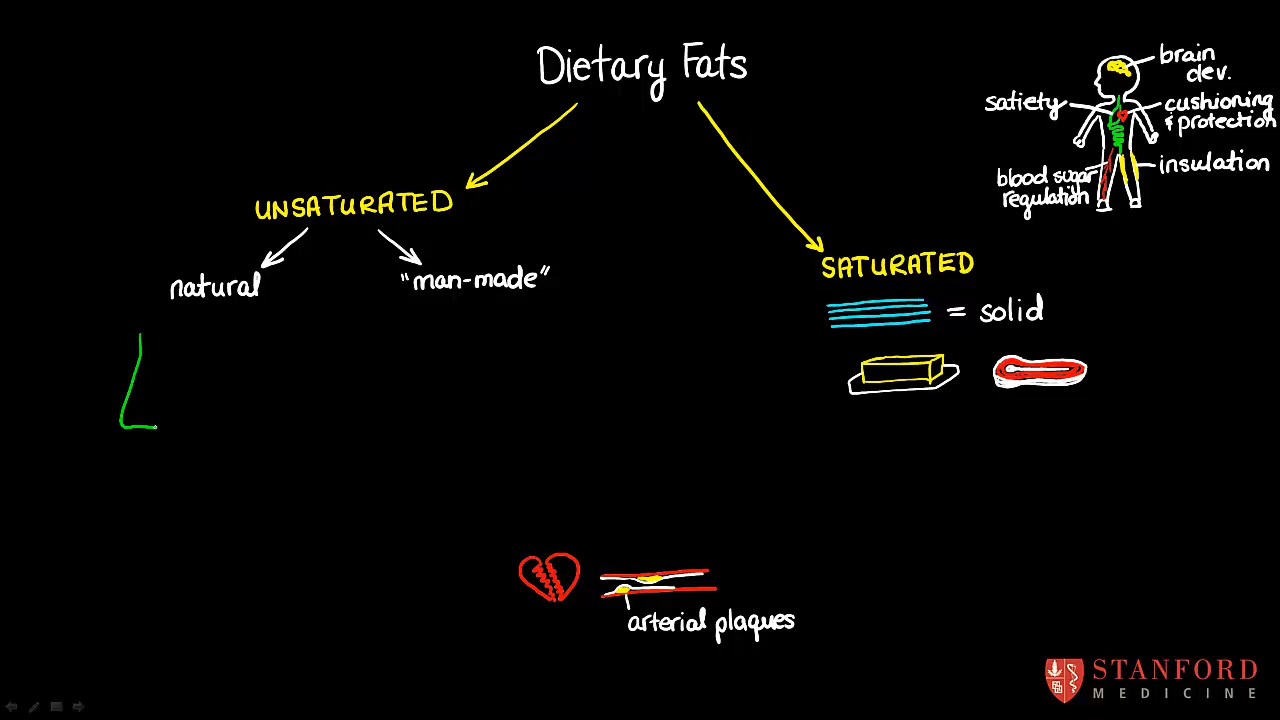 Dietary Fats
brain
dev.
satiety
cushioning
& protection
blood sugar
regulation
insulation
UNSATURATED
natural
"man-made"
SATURATED
= solid
arterial plaques
STANFORD
MEDICINE